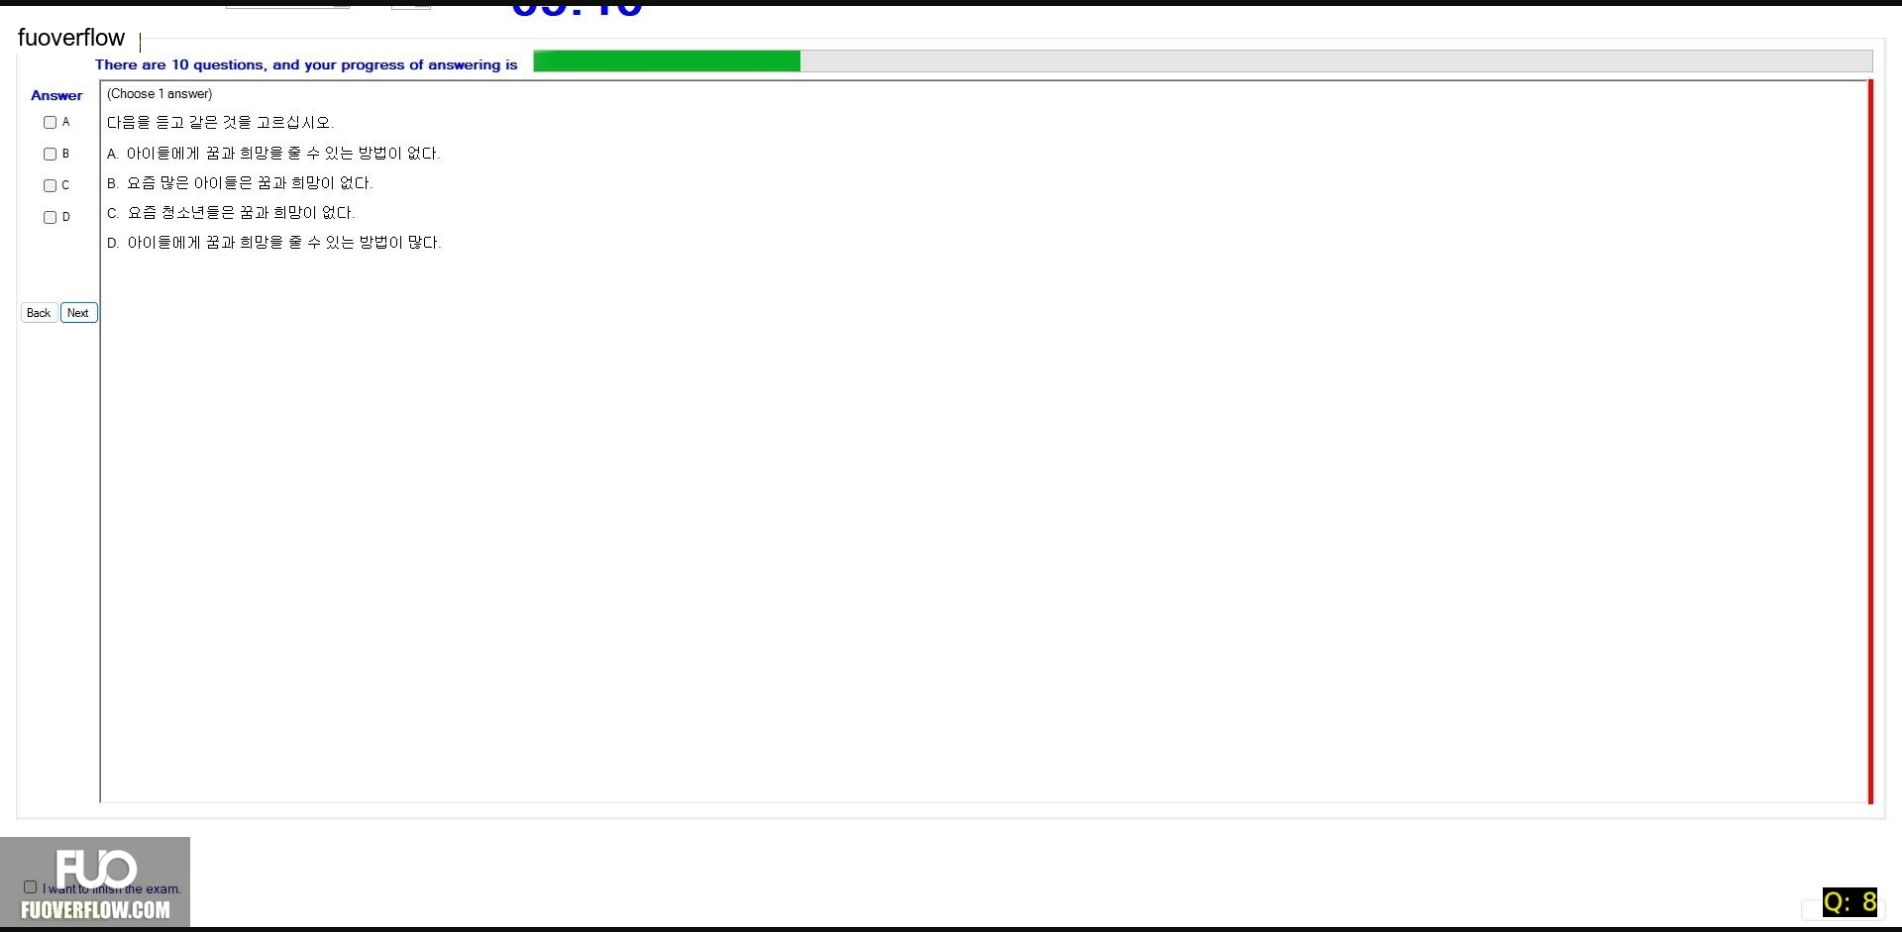 fuoverflow
There are 10 questions, and your progress of answering is
Answer
(Choose 1 answer)
A
다음을 듣고 같은 것을 고르십시오.
B
A. 아이들에게 꿈과 희망을 줄 수 있는 방법이 없다.
C
B. 요즘 많은 아이들은 꿈과 희망이 없다.
D
C. 요즘 청소년들은 꿈과 희망이 없다.
D. 아이들에게 꿈과 희망을 줄 수 있는 방법이 많다.
Back Next
FUO
I want to finish the exam.
FUOVERFLOW.COM
Q: 8